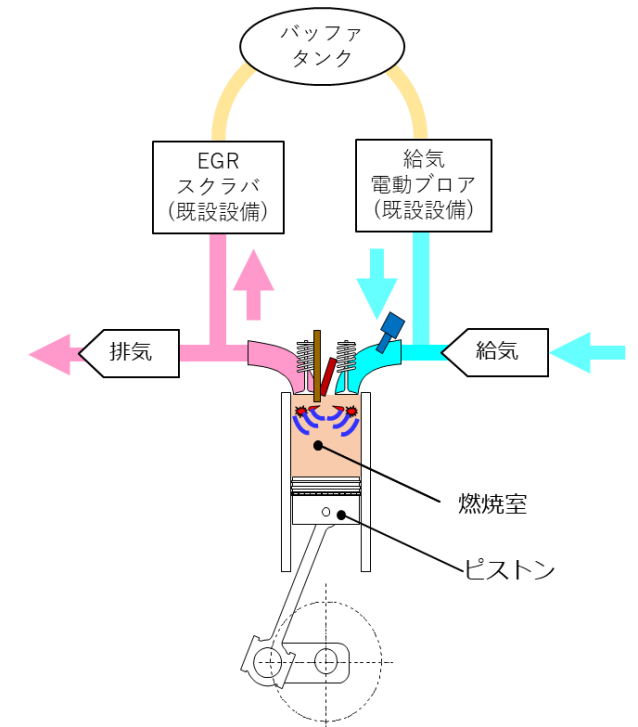 バッファ
タンク
EGR
スクラバ
(既設設備)
給気
電動ブロア
(既設設備)
排気
給気
燃焼室
ピストン